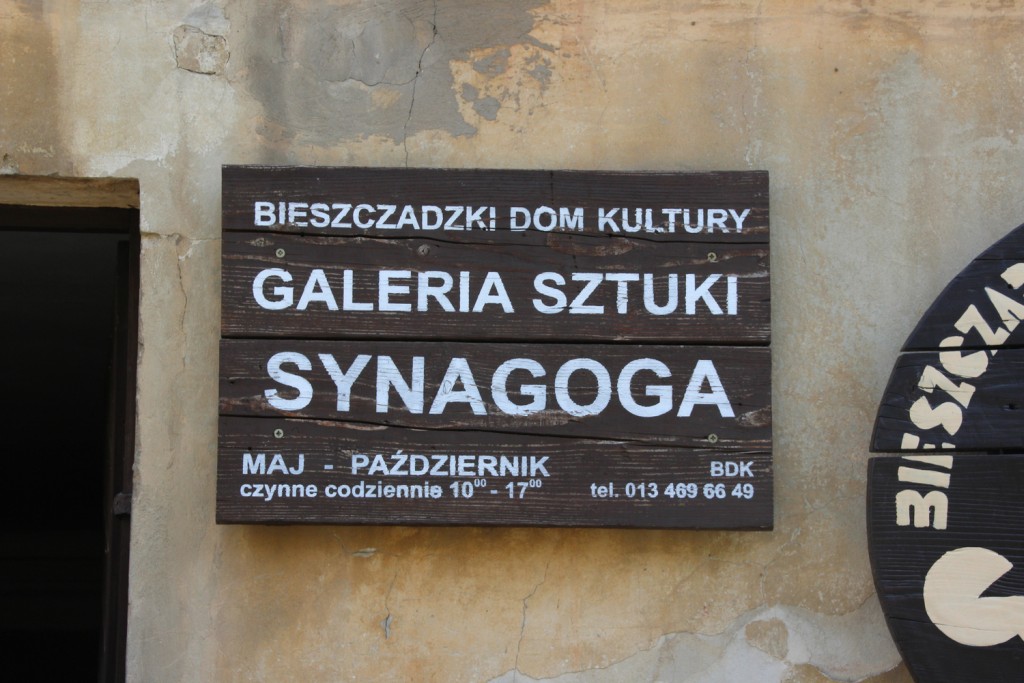 BIESZCZADZKI DOM KULTURY
GALERIA SZTUKI
SYNAGOGA
MAJ - PAŹDZIERNIK
czynne codziennie 10⁰⁰ - 17⁰⁰
BDK
tel. 013 469 66 49